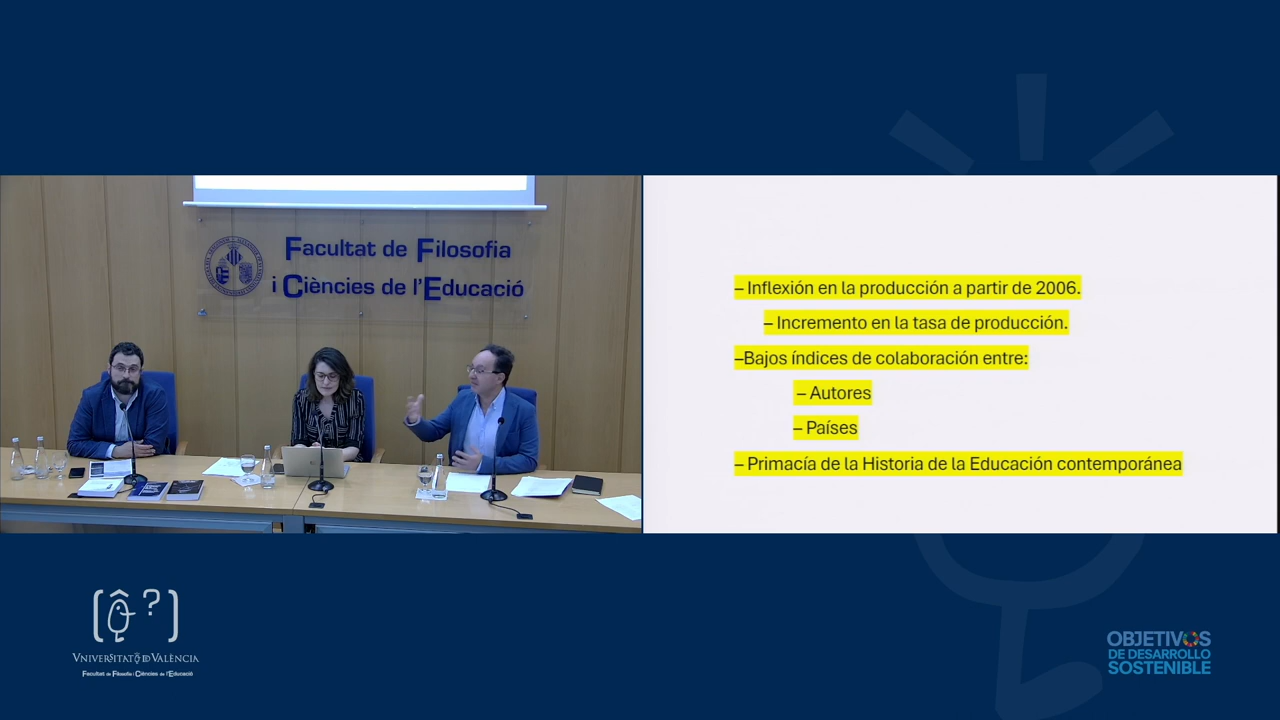 Facultat de Filosofia
i Ciències de l'Educació
– Inflexión en la producción a partir de 2006.
– Incremento en la tasa de producción.
–Bajos índices de colaboración entre:
– Autores
– Países
– Primacía de la Historia de la Educación contemporánea
[ô?]
VNIVERSITAT Q̂ D VALÈNCIA
Facultat de Filosofia i Ciències de l'Educació
OBJETIVOS
DE DESARROLLO
SOSTENIBLE